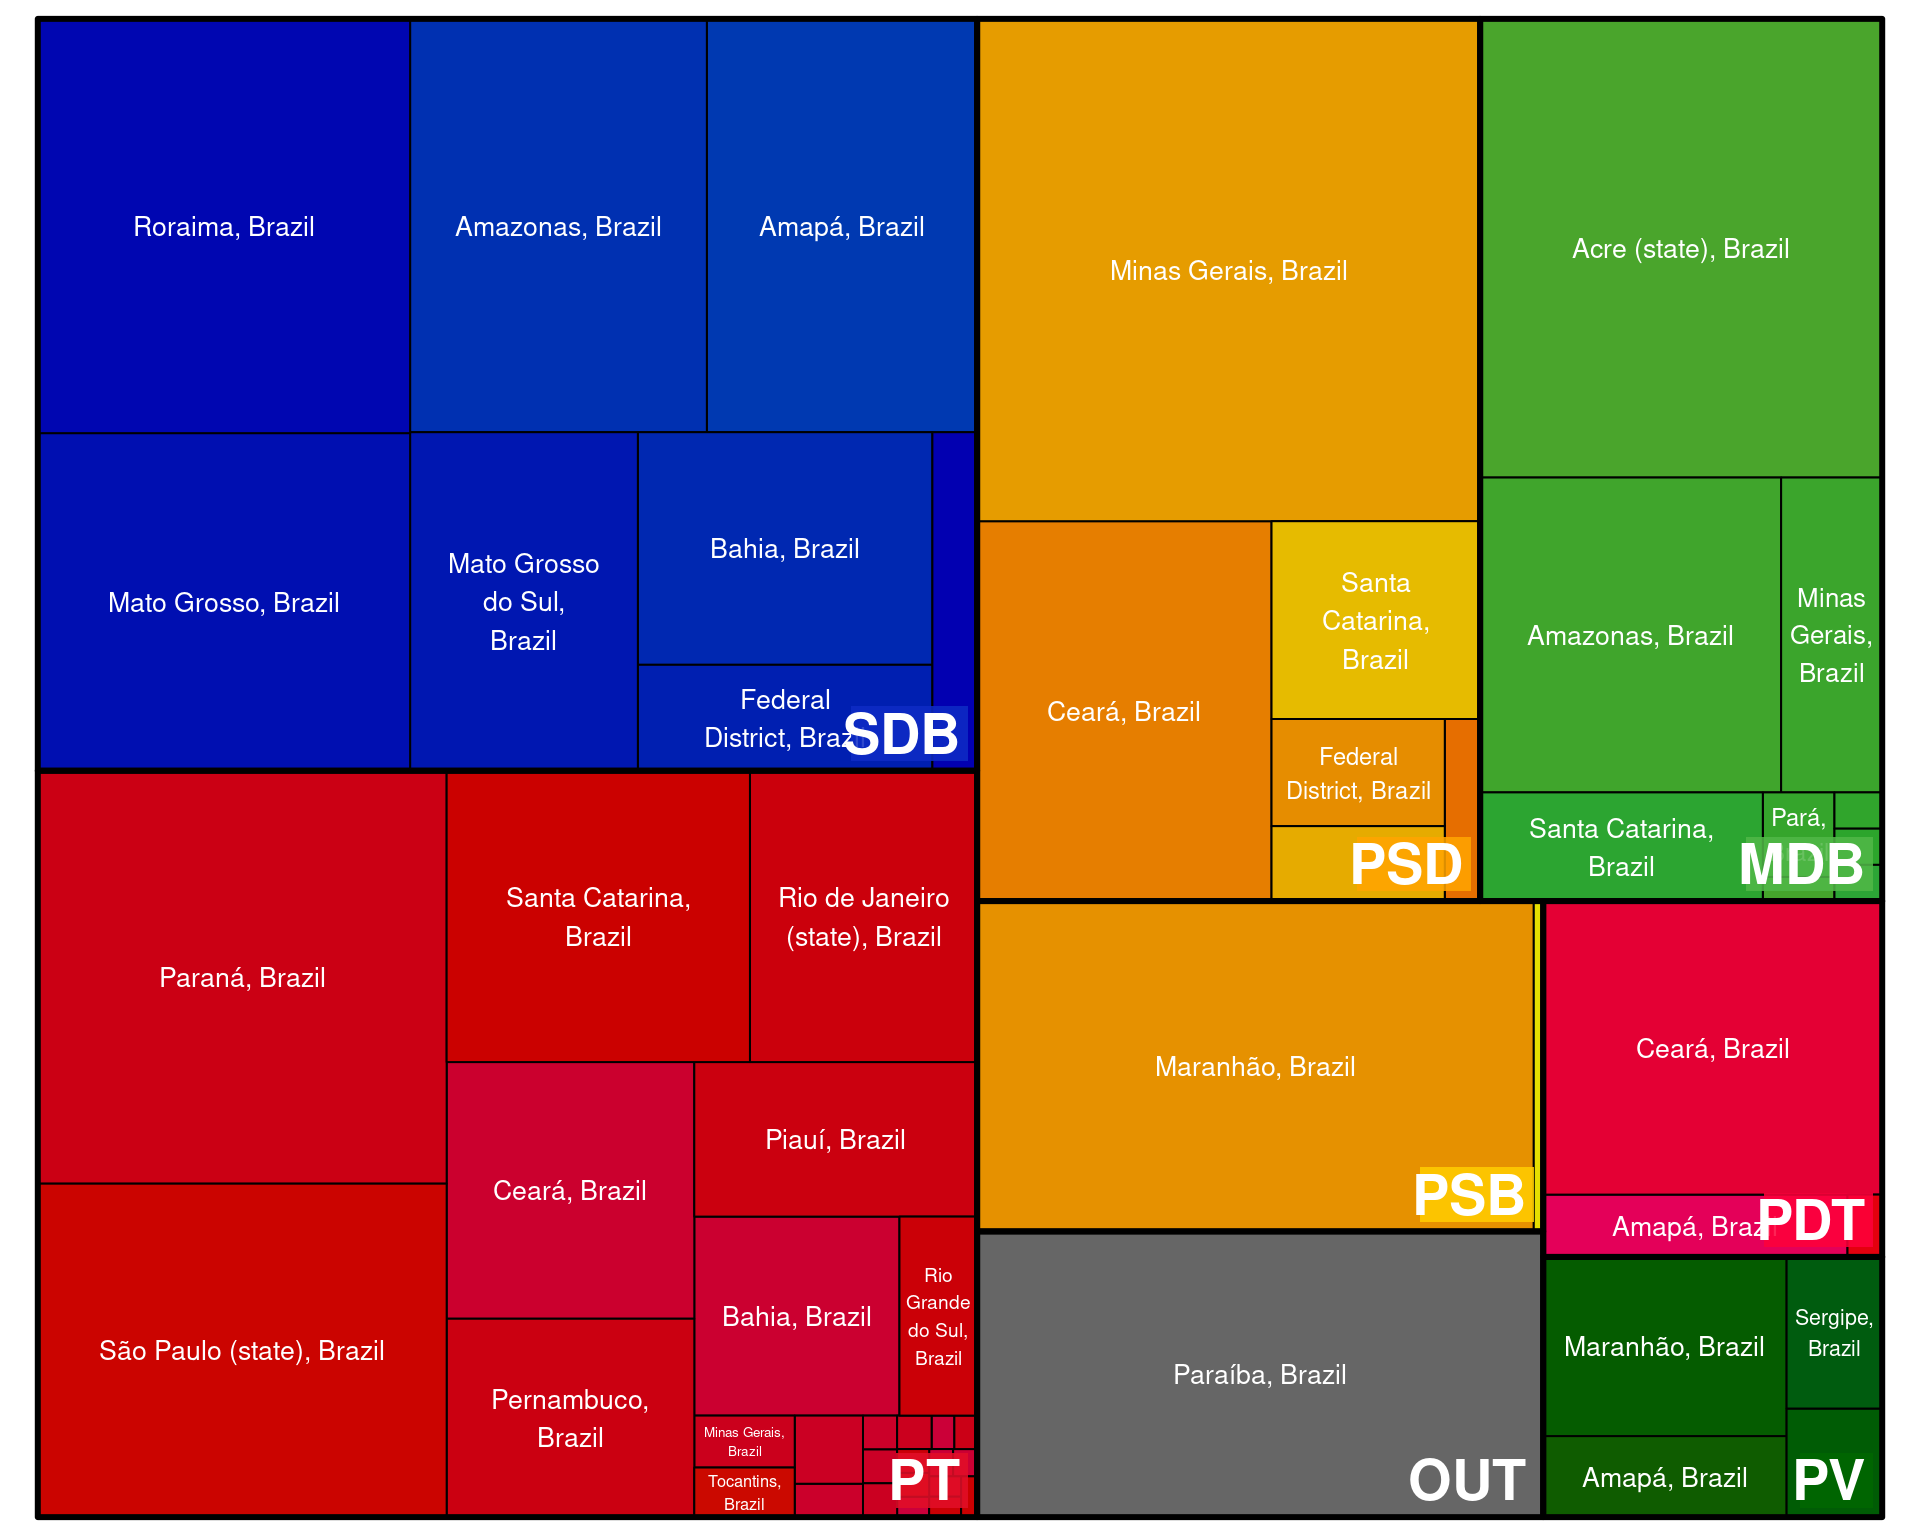 Roraima, Brazil
Amazonas, Brazil
Amapá, Brazil
Mato Grosso, Brazil
Mato Grosso
do Sul,
Brazil
Bahia, Brazil
Federal
District, Brazil
SDB
Paraná, Brazil
Santa Catarina,
Brazil
Rio de Janeiro
(state), Brazil
São Paulo (state), Brazil
Ceará, Brazil
Piauí, Brazil
Pernambuco,
Brazil
Bahia, Brazil
Rio
Grande
do Sul,
Brazil
Minas Gerais,
Brazil
Tocantins,
Brazil
PT
Minas Gerais, Brazil
Ceará, Brazil
Santa
Catarina,
Brazil
Federal
District, Brazil
PSD
Acre (state), Brazil
Amazonas, Brazil
Minas
Gerais,
Brazil
Santa Catarina,
Brazil
Pará,
MDB
Maranhão, Brazil
PSB
Ceará, Brazil
Amapá, Brazil
PDT
Paraíba, Brazil
OUT
Maranhão, Brazil
Sergipe,
Brazil
Amapá, Brazil
PV